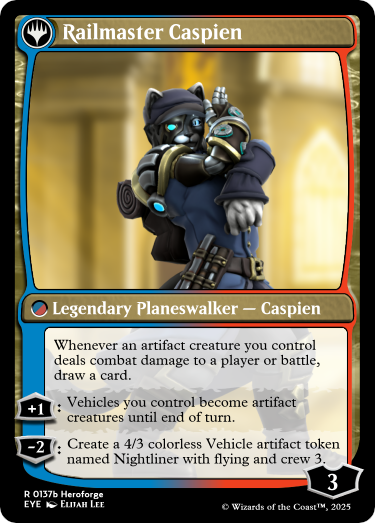 Railmaster Caspien
Legendary Planeswalker — Caspien
Whenever an artifact creature you control
deals combat damage to a player or battle,
draw a card.
+1: Vehicles you control become artifact
creatures until end of turn.
−2: Create a 4/3 colorless Vehicle artifact token
named Nightliner with flying and crew 3.
3
R 0137b Heroforge
EYE Elijah Lee
© Wizards of the Coast™, 2025